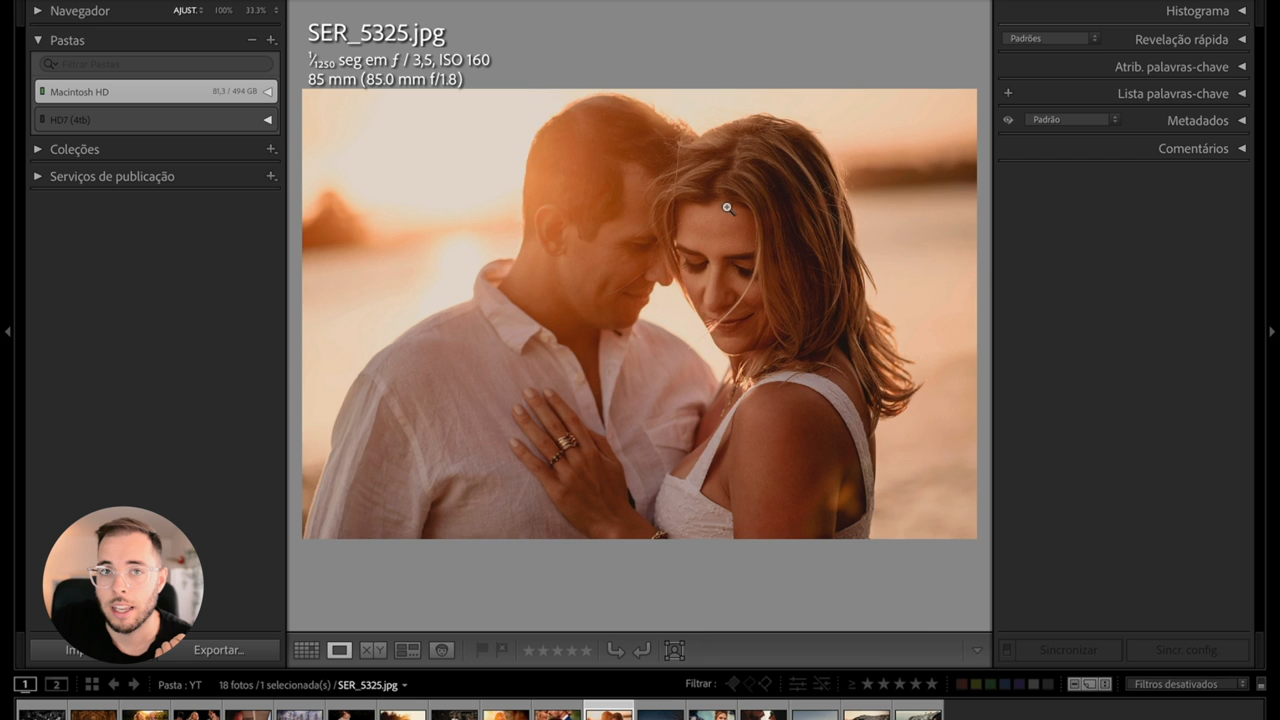 Navegador
AJUST.
100%
33.3%
Pastas
Filtrar Pastas
Macintosh HD
81,3 / 494 GB
HD7 (4tb)
Coleções
Serviços de publicação
SER_5325.jpg
1/1250 seg em ƒ / 3,5, ISO 160
85 mm (85.0 mm f/1.8)
Histograma
Padrões
Revelação rápida
Atrib. palavras-chave
Lista palavras-chave
Padrão
Metadados
Comentários
Exportar...
X Y
Sincronizar
Sincr. config.
1
2
Pasta : YT
18 fotos /1 selecionada(s) /SER_5325.jpg
Filtrar :
≥
Filtros desativados